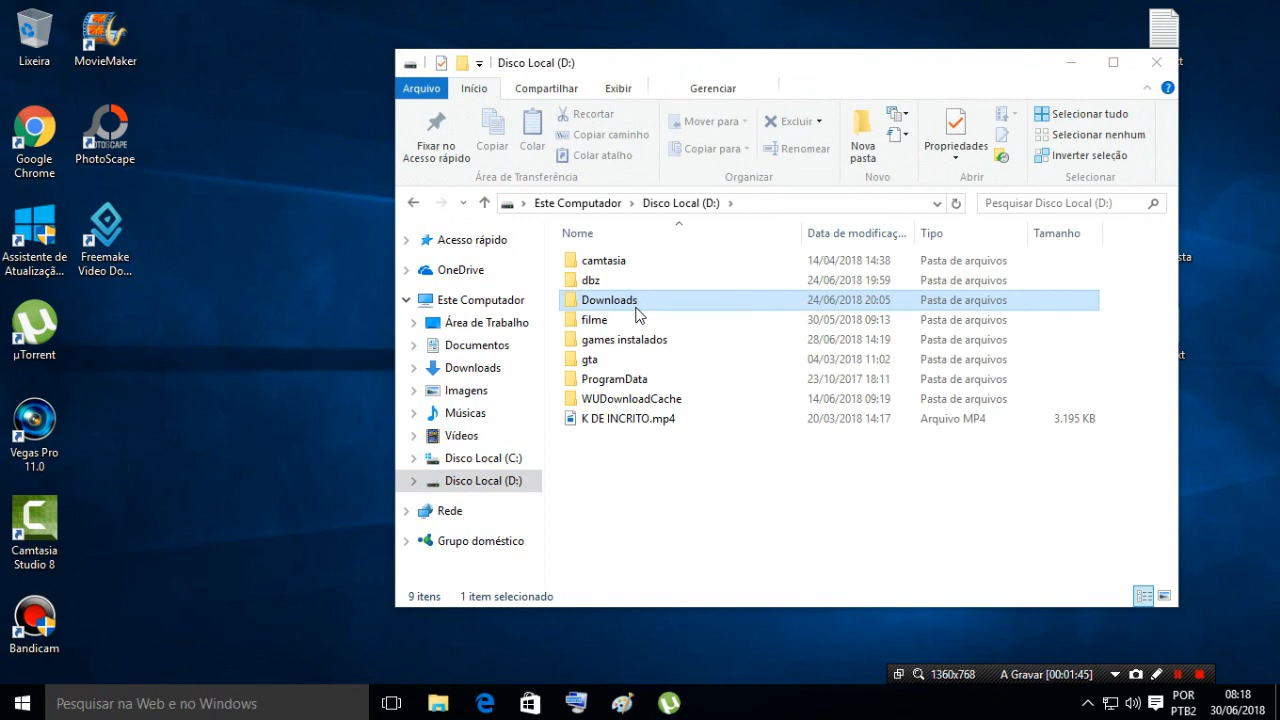 Lixeira
MovieMaker
Google
Chrome
PhotoScape
Assistente de
Atualizaçã...
Freemake
Video Do...
µTorrent
Vegas Pro
11.0
Camtasia
Studio 8
Bandicam
Disco Local (D:)
Arquivo Início Compartilhar Exibir Gerenciar
Fixar no
Acesso rápido
Copiar
Colar
Recortar
Copiar caminho
Colar atalho
Área de Transferência
Mover para
Copiar para
Excluir
Renomear
Organizar
Nova
pasta
Novo
Propriedades
Abrir
Selecionar tudo
Selecionar nenhum
Inverter seleção
Selecionar
Este Computador > Disco Local (D:) >
Pesquisar Disco Local (D:)
Acesso rápido
OneDrive
Este Computador
Área de Trabalho
Documentos
Downloads
Imagens
Músicas
Vídeos
Disco Local (C:)
Disco Local (D:)
Rede
Grupo doméstico
Nome Data de modificaç... Tipo Tamanho
camtasia 14/04/2018 14:38 Pasta de arquivos
dbz 24/06/2018 19:59 Pasta de arquivos
Downloads 24/06/2018 20:05 Pasta de arquivos
filme 30/05/2018 09:13 Pasta de arquivos
games instalados 28/06/2018 14:19 Pasta de arquivos
gta 04/03/2018 11:02 Pasta de arquivos
ProgramData 23/10/2017 18:11 Pasta de arquivos
WUDownloadCache 14/06/2018 09:19 Pasta de arquivos
K DE INCRITO.mp4 20/03/2018 14:17 Arquivo MP4 3.195 KB
9 itens 1 item selecionado
1360x768 A Gravar [00:01:45]
Pesquisar na Web e no Windows
POR
PTB2
08:18
30/06/2018